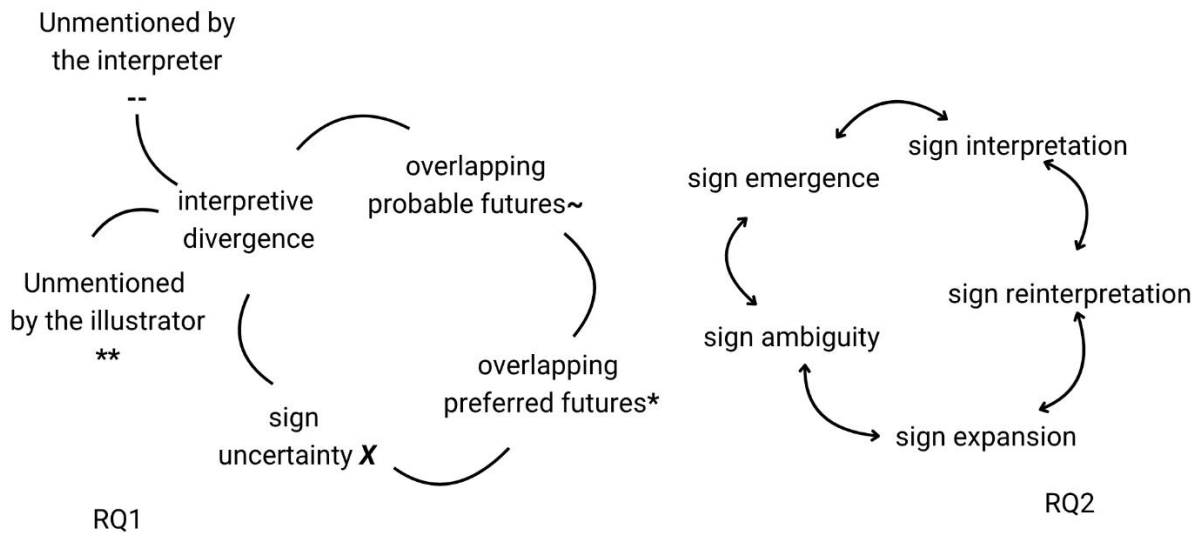 Unmentioned by
the interpreter
--
interpretive
divergence
Unmentioned
by the illustrator
**
overlapping
probable futures~
overlapping
preferred futures*
sign
uncertainty X
RQ1
sign emergence
sign interpretation
sign reinterpretation
sign expansion
sign ambiguity
RQ2